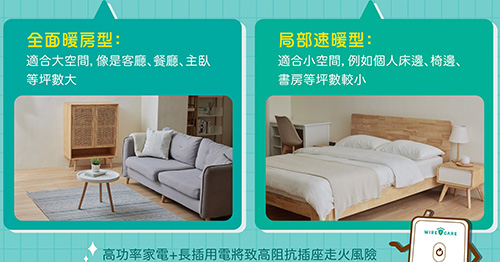 全面暖房型:
適合大空間, 像是客廳、餐廳、主臥
等坪數大
局部速暖型:
適合小空間, 例如個人床邊、椅邊、
書房等坪數較小
WIRE CARE
高功率家電+長插用電將致高阻抗插座走火風險